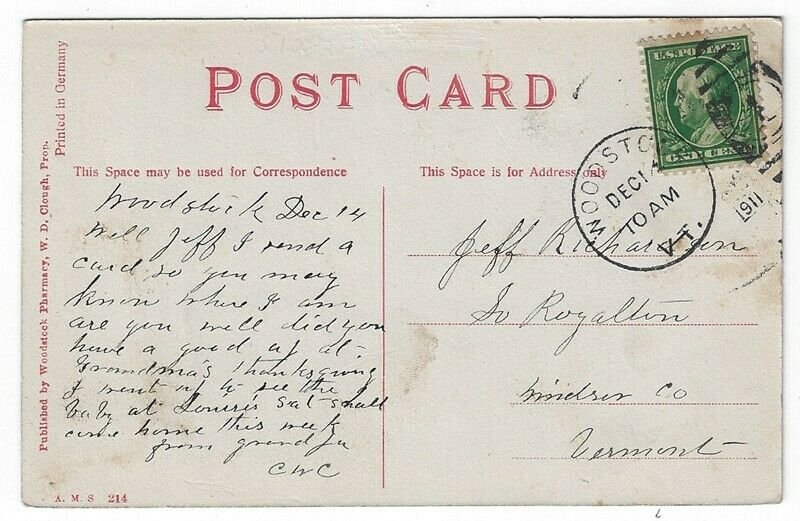 POST CARD
Printed in Germany
Published by Woodstock Pharmacy, W. D. Clough, Prop.
This Space may be used for Correspondence
This Space is for Address only
U.S. POSTAGE
WOODSTO
DEC 14
10 AM
VT.
1911
Woodstock Dec 14
Well Jeff I send a
card so you may
know where I am
are you well did you
have a good at
Grandma's thanksgiving
I went up to see the
baby at Louise's Sat shall
come home this week
from grandpa
CWC
Jeff Richardson
So Royalton
Windsor Co
Vermont
A. M. S 214